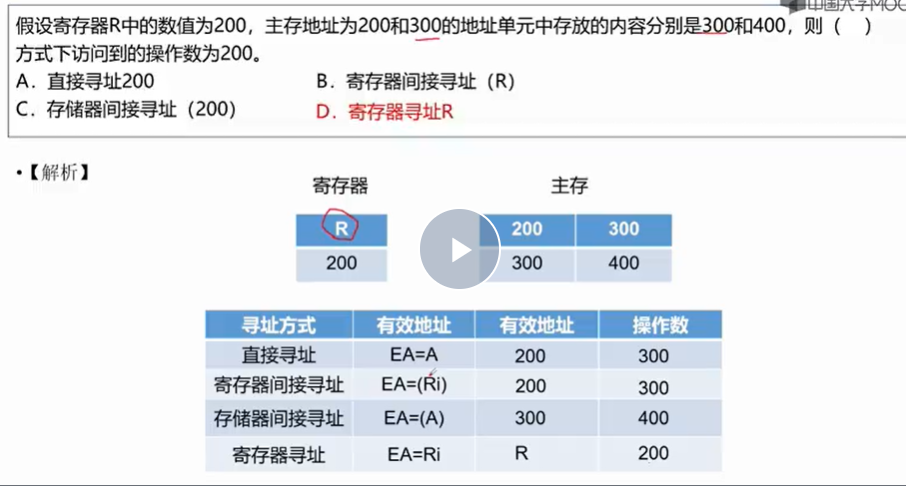 中国大学MOOC
假设寄存器R中的数值为200，主存地址为200和300的地址单元中存放的内容分别是300和400，则（ ）
方式下访问到的操作数为200。
A．直接寻址200 B．寄存器间接寻址（R）
C．存储器间接寻址（200） D．寄存器寻址R
•【解析】
寄存器 主存
R 200 300
200 300 400
寻址方式 有效地址 有效地址 操作数
直接寻址 EA=A 200 300
寄存器间接寻址 EA=(Ri) 200 300
存储器间接寻址 EA=(A) 300 400
寄存器寻址 EA=Ri R 200